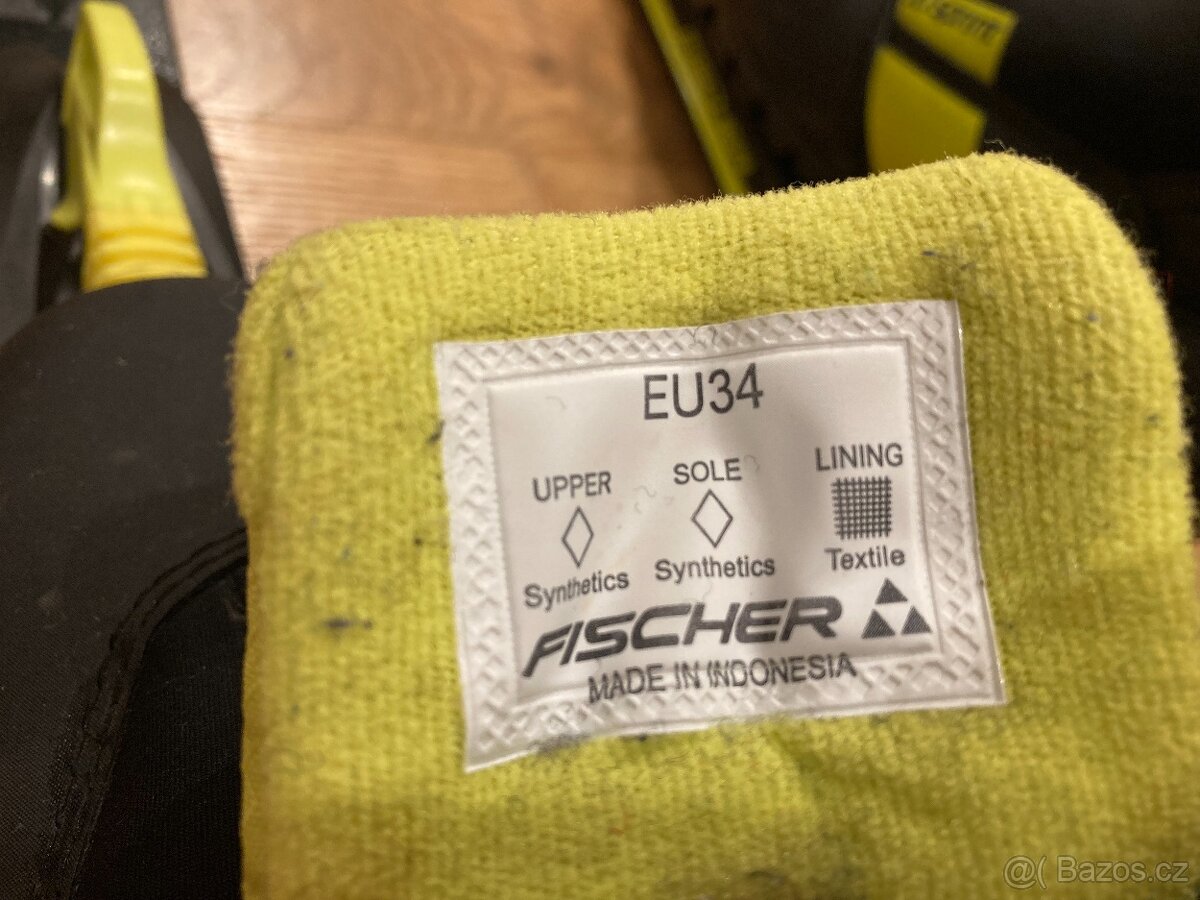 EU34
UPPER SOLE LINING
Synthetics Synthetics Textile
FISCHER
MADE IN INDONESIA
@( Bazos.cz